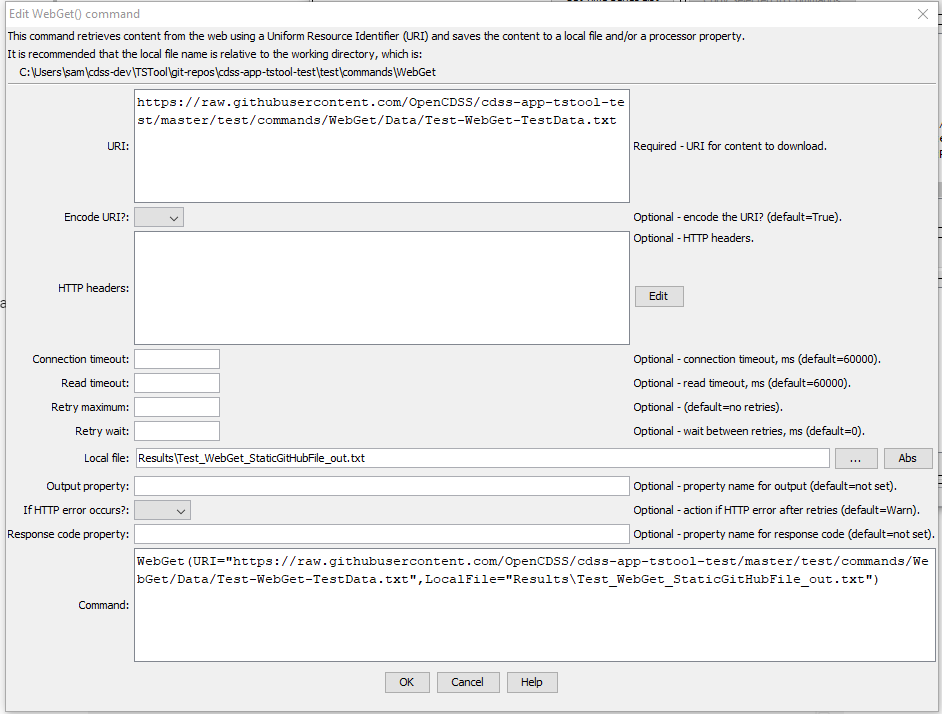 Edit WebGet() command
This command retrieves content from the web using a Uniform Resource Identifier (URI) and saves the content to a local file and/or a processor property.
It is recommended that the local file name is relative to the working directory, which is:
C:\Users\sam\cdss-dev\TSTool\git-repos\cdss-app-tstool-test\test\commands\WebGet
https://raw.githubusercontent.com/OpenCDSS/cdss-app-tstool-te
st/master/test/commands/WebGet/Data/Test-WebGet-TestData.txt
URI: Required - URI for content to download.
Encode URI?: Optional - encode the URI? (default=True).
Optional - HTTP headers.
HTTP headers: Edit
Connection timeout: Optional - connection timeout, ms (default=60000).
Read timeout: Optional - read timeout, ms (default=60000).
Retry maximum: Optional - (default=no retries).
Retry wait: Optional - wait between retries, ms (default=0).
Local file: Results\Test_WebGet_StaticGitHubFile_out.txt ... Abs
Output property: Optional - property name for output (default=not set).
If HTTP error occurs?: Optional - action if HTTP error after retries (default=Warn).
Response code property: Optional - property name for response code (default=not set).
WebGet(URI="https://raw.githubusercontent.com/OpenCDSS/cdss-app-tstool-test/master/test/commands/We
bGet/Data/Test-WebGet-TestData.txt",LocalFile="Results\Test_WebGet_StaticGitHubFile_out.txt")
Command:
OK Cancel Help